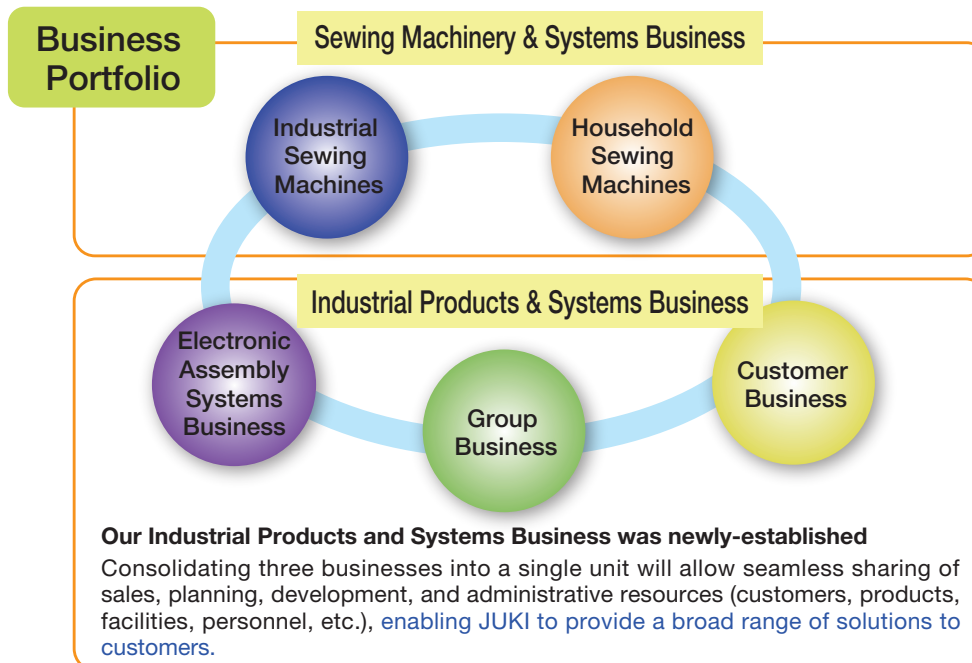 Business
Portfolio
Sewing Machinery & Systems Business
Industrial
Sewing
Machines
Household
Sewing
Machines
Industrial Products & Systems Business
Electronic
Assembly
Systems
Business
Group
Business
Customer
Business
Our Industrial Products and Systems Business was newly-established
Consolidating three businesses into a single unit will allow seamless sharing of
sales, planning, development, and administrative resources (customers, products,
facilities, personnel, etc.), enabling JUKI to provide a broad range of solutions to
customers.